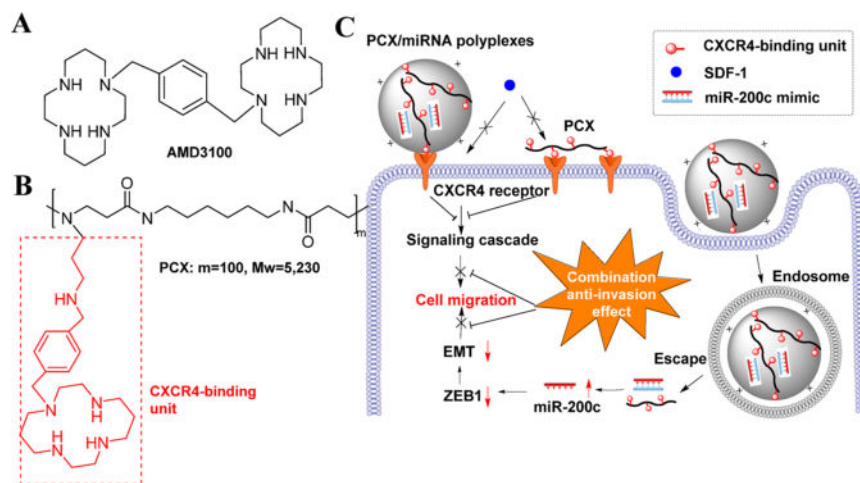 A
NH
HN
N
NH
HN
NH
HN
N
NH
HN
AMD3100
B
N
O
N
N
O
m
PCX: m=100, Mw=5,230
HN
N
HN
NH
NH
CXCR4-binding
unit
C
PCX/miRNA polyplexes
CXCR4-binding unit
SDF-1
miR-200c mimic
PCX
CXCR4 receptor
Signaling cascade
Cell migration
Combination
anti-invasion
effect
Endosome
EMT
Escape
ZEB1
miR-200c